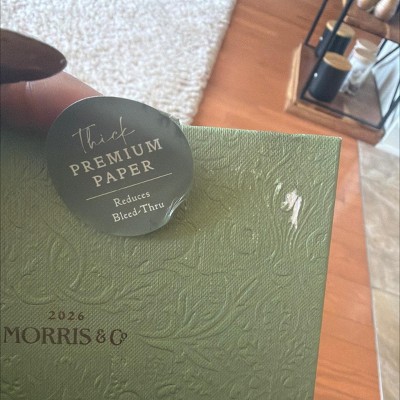 Thick
PREMIUM
PAPER
Reduces
Bleed-Thru
2026
MORRIS & Co